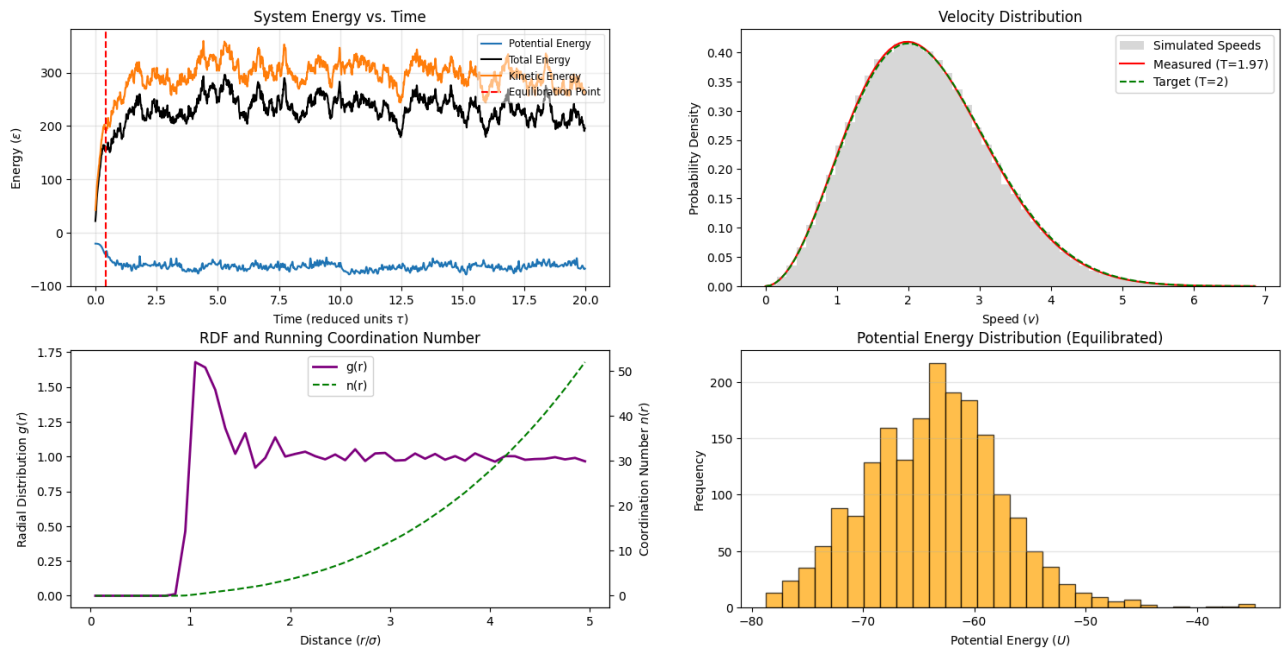 System Energy vs. Time
Energy (ε)
300
200
100
0
−100
0.0 2.5 5.0 7.5 10.0 12.5 15.0 17.5 20.0
Time (reduced units τ)
Potential Energy
Total Energy
Kinetic Energy
Equilibration Point
Velocity Distribution
Probability Density
0.40
0.35
0.30
0.25
0.20
0.15
0.10
0.05
0.00
0 1 2 3 4 5 6 7
Speed (v)
Simulated Speeds
Measured (T=1.97)
Target (T=2)
RDF and Running Coordination Number
Radial Distribution g(r)
1.75
1.50
1.25
1.00
0.75
0.50
0.25
0.00
0 1 2 3 4 5
Distance (r/σ)
g(r)
n(r)
50
40
30
20
10
0
Coordination Number n(r)
Potential Energy Distribution (Equilibrated)
Frequency
200
150
100
50
0
−80 −70 −60 −50 −40
Potential Energy (U)